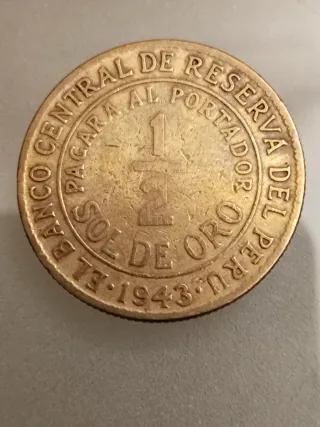 EL BANCO CENTRAL DE RESERVA DEL PERU
PAGARA AL PORTADOR
1
2
SOL DE ORO
· 1943 ·